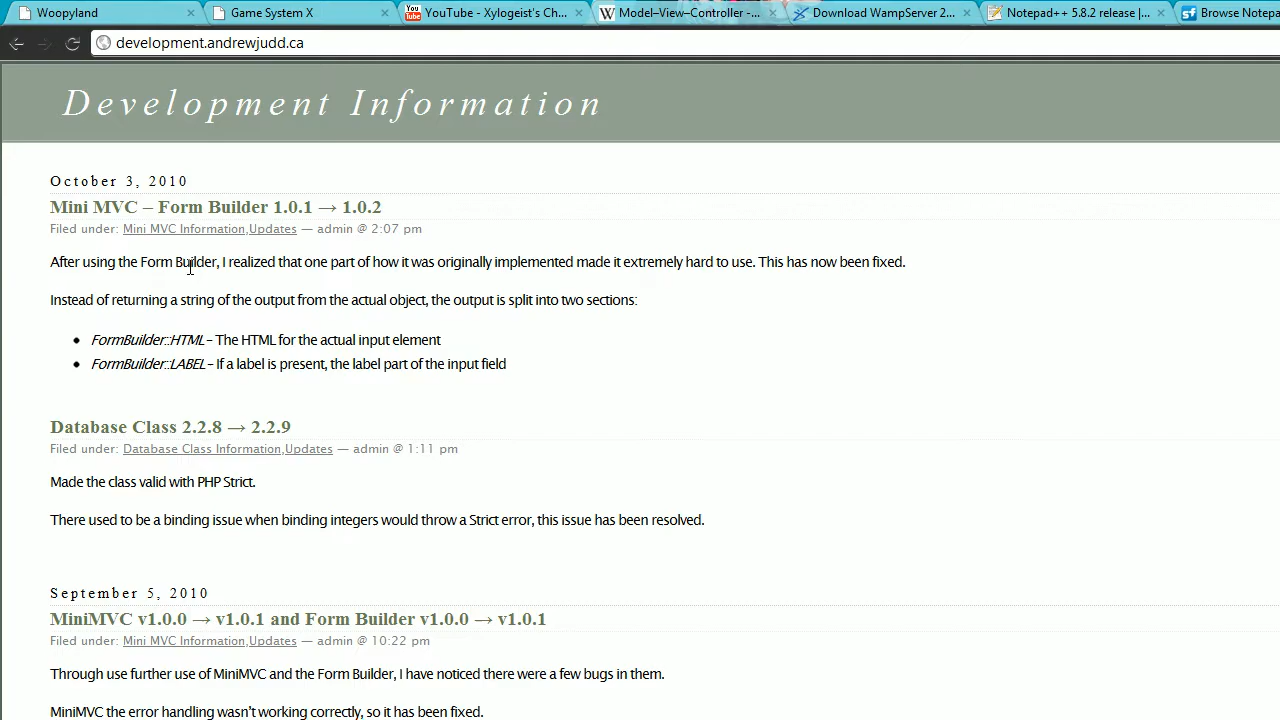 Woopyland
Game System X
YouTube - Xylogeist's Ch...
Model–View–Controller -...
Download WampServer 2...
Notepad++ 5.8.2 release |...
Browse Notepa
development.andrewjudd.ca
Development Information
October 3, 2010
Mini MVC – Form Builder 1.0.1 → 1.0.2
Filed under: Mini MVC Information,Updates — admin @ 2:07 pm
After using the Form Builder, I realized that one part of how it was originally implemented made it extremely hard to use. This has now been fixed.
Instead of returning a string of the output from the actual object, the output is split into two sections:
FormBuilder::HTML – The HTML for the actual input element
FormBuilder::LABEL – If a label is present, the label part of the input field
Database Class 2.2.8 → 2.2.9
Filed under: Database Class Information,Updates — admin @ 1:11 pm
Made the class valid with PHP Strict.
There used to be a binding issue when binding integers would throw a Strict error, this issue has been resolved.
September 5, 2010
MiniMVC v1.0.0 → v1.0.1 and Form Builder v1.0.0 → v1.0.1
Filed under: Mini MVC Information,Updates — admin @ 10:22 pm
Through use further use of MiniMVC and the Form Builder, I have noticed there were a few bugs in them.
MiniMVC the error handling wasn't working correctly, so it has been fixed.